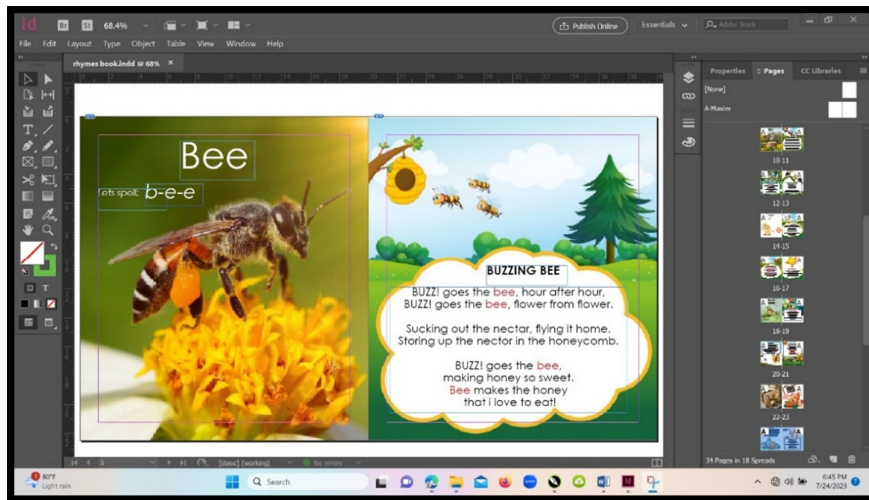 Id Br St 68.4% Publish Online Essentials Adobe Stock
File Edit Layout Type Object Table View Window Help
rhymes book.indd @ 68% ×
Properties Pages CC Libraries
[None]
A-Master
10-11
12-13
14-15
16-17
18-19
20-21
22-23
34 Pages in 18 Spreads
Bee
Lets spell; b-e-e
BUZZING BEE
BUZZ! goes the bee, hour after hour,
BUZZ! goes the bee, flower from flower.
Sucking out the nectar, flying it home.
Storing up the nector in the honeycomb.
BUZZ! goes the bee,
making honey so sweet.
Bee makes the honey
that i love to eat!
5 [Basic] (working) No errors
80°F
Light rain
Search
6:45 PM
7/24/2023